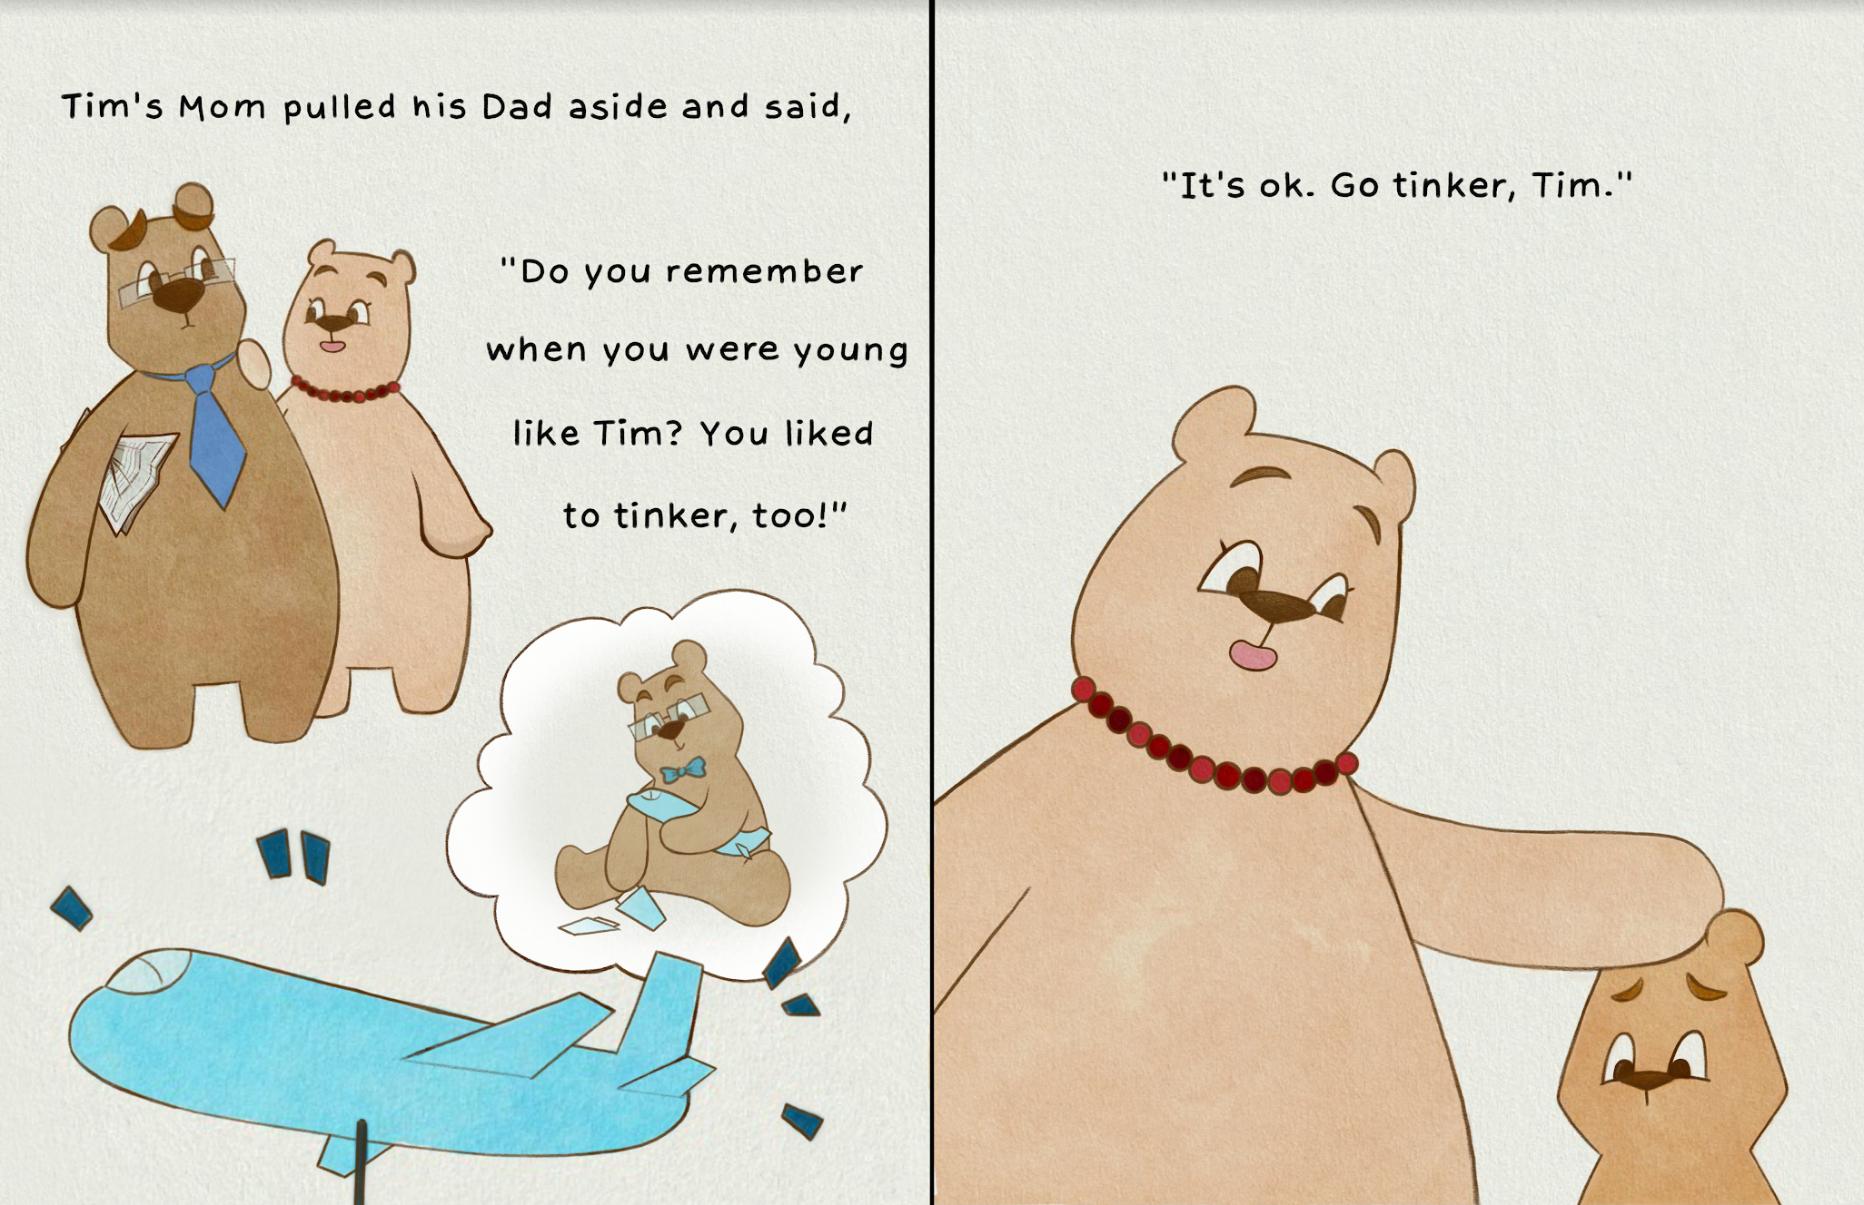 Tim's Mom pulled his Dad aside and said,
"Do you remember
when you were young
like Tim? You liked
to tinker, too!"
"It's ok. Go tinker, Tim."